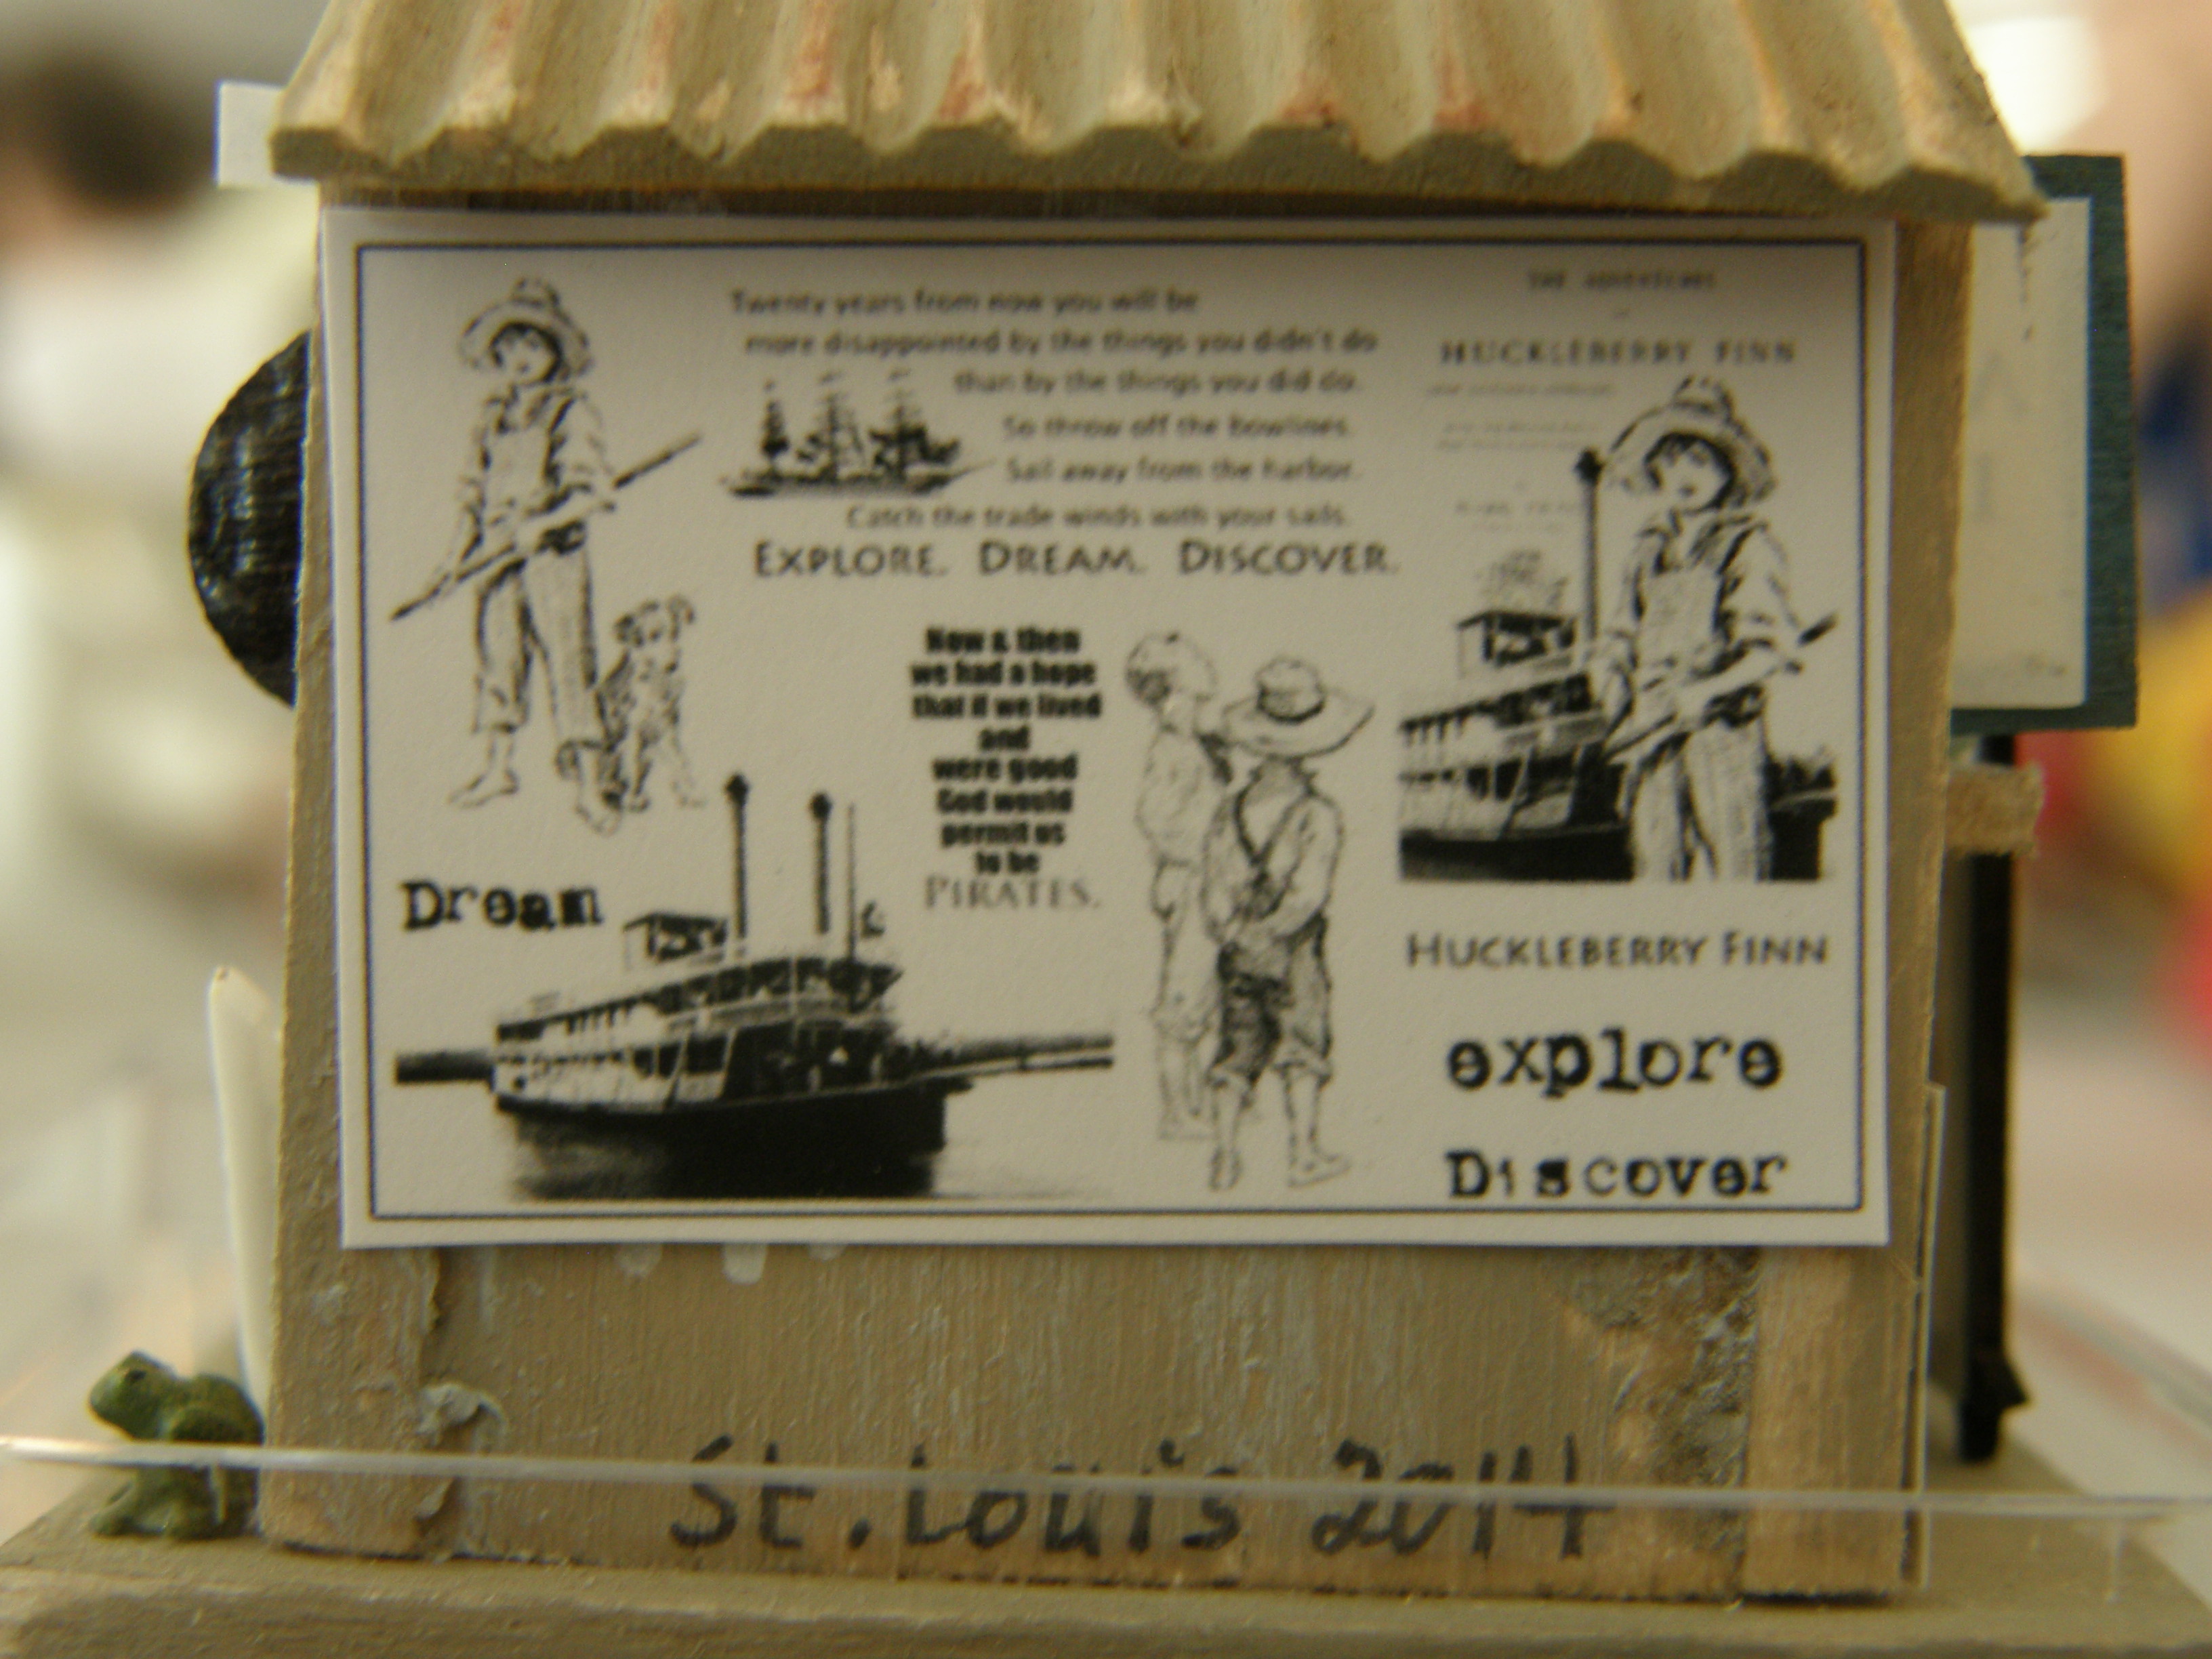 Twenty years from now you will be
more disappointed by the things you didn't do
than by the things you did do.
So throw off the bowlines.
Sail away from the harbor.
Catch the trade winds with your sails.
EXPLORE. DREAM. DISCOVER.
THE ADVENTURES
HUCKLEBERRY FINN
Now & then
we had a hope
that if we lived
and
were good
God would
permit us
to be
PIRATES.
Dream
HUCKLEBERRY FINN
explore
Discover
St. Louis 2014